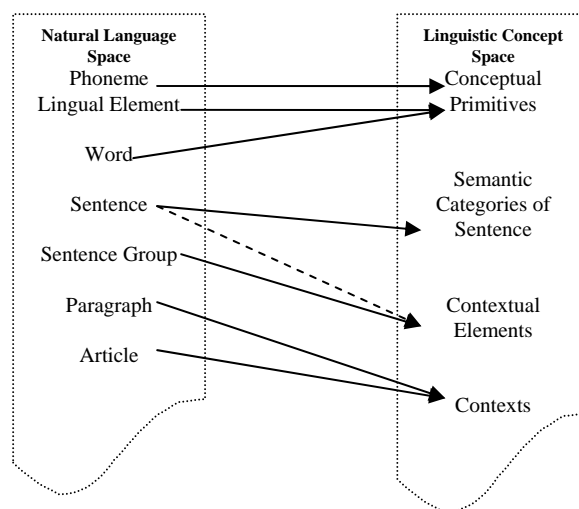 Natural Language
Space
Phoneme
Lingual Element
Word
Sentence
Sentence Group
Paragraph
Article
Linguistic Concept
Space
Conceptual
Primitives
Semantic
Categories of
Sentence
Contextual
Elements
Contexts